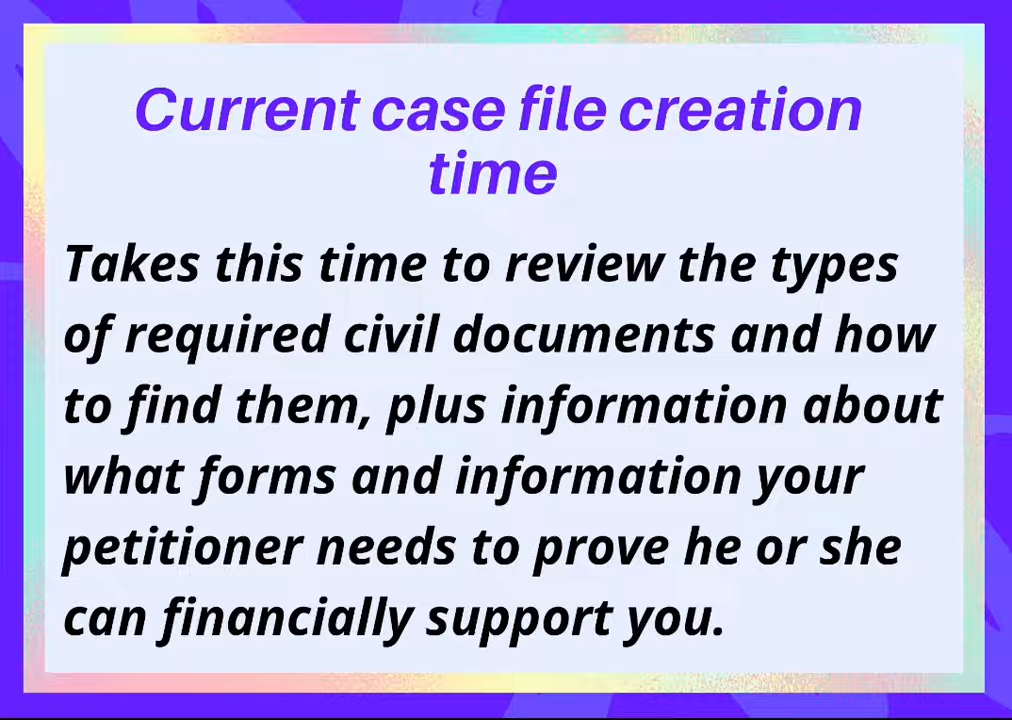 Current case file creation
time
Takes this time to review the types
of required civil documents and how
to find them, plus information about
what forms and information your
petitioner needs to prove he or she
can financially support you.